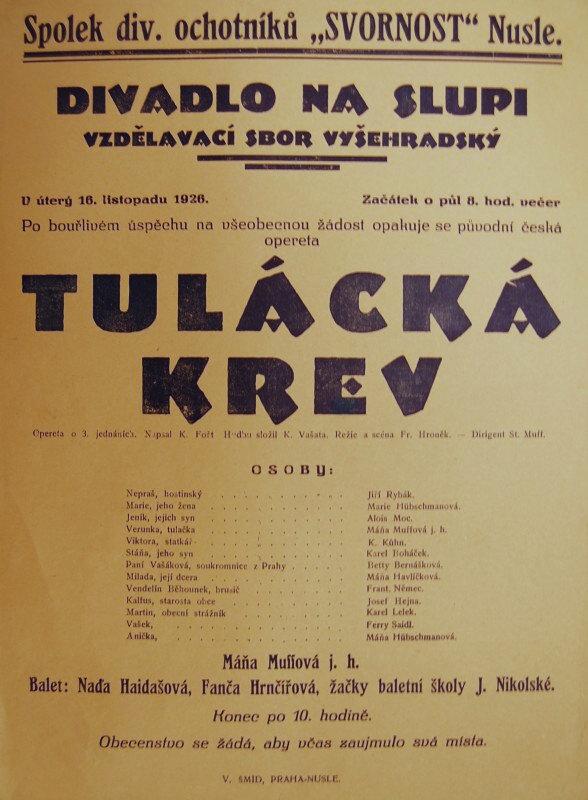 Spolek div. ochotníků „SVORNOST“ Nusle.
DIVADLO NA SLUPI
VZDĚLAVACÍ SBOR VYŠEHRADSKÝ
V úterý 16. listopadu 1926. Začátek o půl 8. hod. večer
Po bouřlivém úspěchu na všeobecnou žádost opakuje se původní česká
opereta
TULÁCKÁ
KREV
Opereta o 3. jednáních. Napsal K. Fořt Hudbu složil K. Vašata. Režie a scéna Fr. Hroněk. — Dirigent St. Muff.
OSOBY:
Nepraš, hostinský . . . . . . . . . . Jiří Rybák.
Marie, jeho žena . . . . . . . . . . Marie Hübschmanová.
Jeník, jejich syn . . . . . . . . . . Alois Moc.
Verunka, tulačka . . . . . . . . . . Máňa Muffová j. h.
Viktora, statkář . . . . . . . . . . K. Kühn.
Stáňa, jeho syn . . . . . . . . . . Karel Boháček.
Paní Vašáková, soukromnice z Prahy . . . . . Betty Bernášková.
Milada, její dcera . . . . . . . . . . Máňa Havlíčková.
Vendelín Běhounek, brusič . . . . . . . . Frant. Němec.
Kalfus, starosta obce . . . . . . . . . Josef Hejna.
Martin, obecní strážník . . . . . . . . Karel Lelek.
Vašek, . . . . . . . . . . . . Ferry Saidl.
Anička, . . . . . . . . . . . . Máňa Hübschmanová.
Máňa Muffová j. h.
Balet: Naďa Haidašová, Fanča Hrnčířová, žačky baletní školy J. Nikolské.
Konec po 10. hodině.
Obecenstvo se žádá, aby včas zaujmulo svá místa.
V. ŠMÍD, PRAHA-NUSLE.